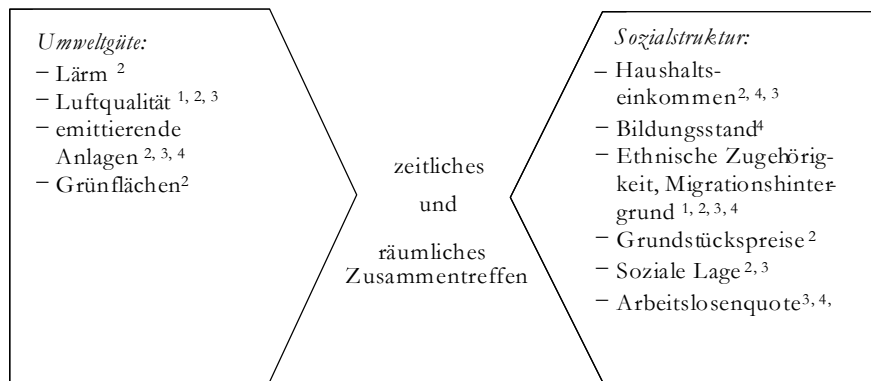 Umweltgüte:
– Lärm ²
– Luftqualität ¹, ², ³
– emittierende
Anlagen ², ³, ⁴
– Grünflächen²
zeitliches
und
räumliches
Zusammentreffen
Sozialstruktur:
– Haushalts-
einkommen², ⁴, ³
– Bildungsstand⁴
– Ethnische Zugehörig-
keit, Migrationshinter-
grund ¹, ², ³, ⁴
– Grundstückspreise ²
– Soziale Lage², ³
– Arbeitslosenquote³, ⁴,